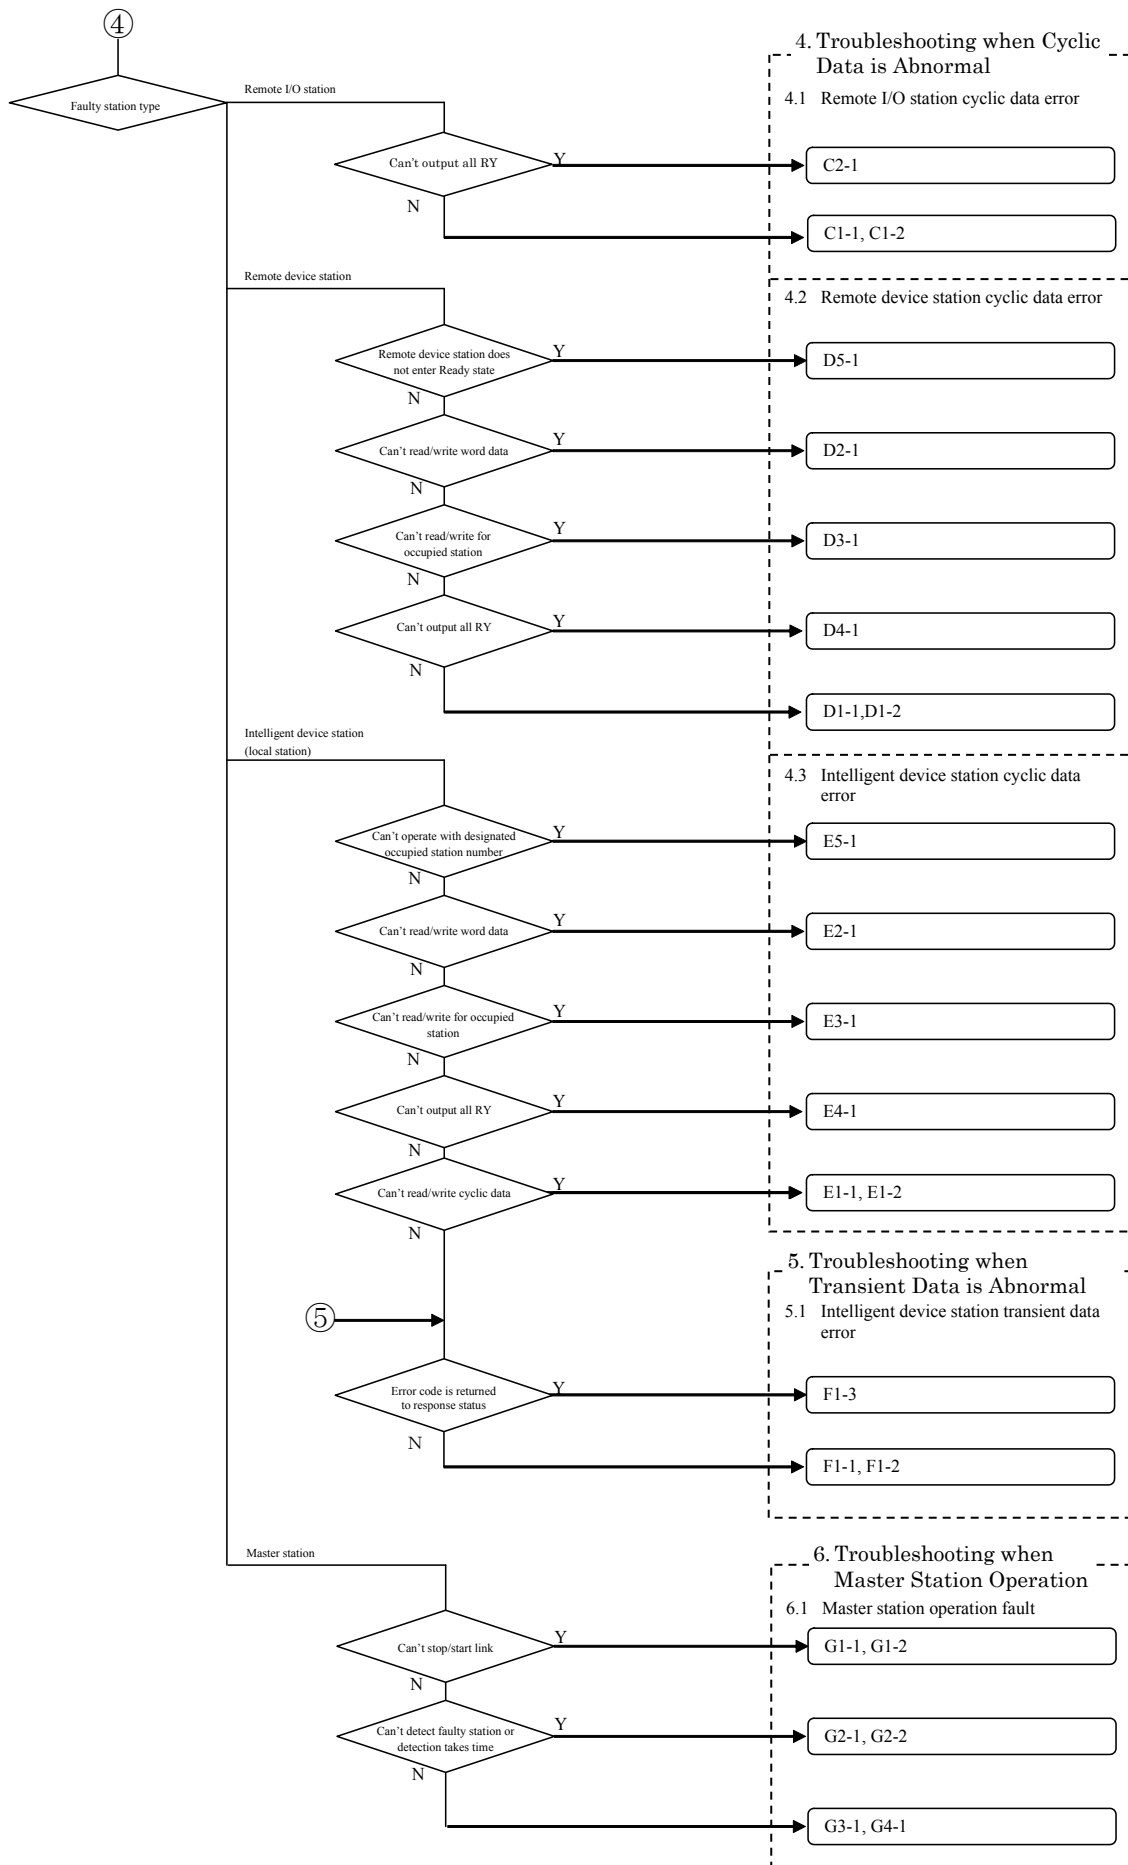 ④
4. Troubleshooting when Cyclic
Data is Abnormal
Faulty station type
Remote I/O station
4.1 Remote I/O station cyclic data error
Can't output all RY
Y
C2-1
N
C1-1, C1-2
Remote device station
4.2 Remote device station cyclic data error
Remote device station does
not enter Ready state
Y
D5-1
N
Can't read/write word data
Y
D2-1
N
Can't read/write for
occupied station
Y
D3-1
N
Can't output all RY
Y
D4-1
N
D1-1,D1-2
Intelligent device station
(local station)
4.3 Intelligent device station cyclic data
error
Can't operate with designated
occupied station number
Y
E5-1
N
Can't read/write word data
Y
E2-1
N
Can't read/write for occupied
station
Y
E3-1
N
Can't output all RY
Y
E4-1
N
Can't read/write cyclic data
Y
E1-1, E1-2
N
5. Troubleshooting when
Transient Data is Abnormal
5.1 Intelligent device station transient data
error
⑤
Error code is returned
to response status
Y
F1-3
N
F1-1, F1-2
Master station
6. Troubleshooting when
Master Station Operation
6.1 Master station operation fault
Can't stop/start link
Y
G1-1, G1-2
N
Can't detect faulty station or
detection takes time
Y
G2-1, G2-2
N
G3-1, G4-1